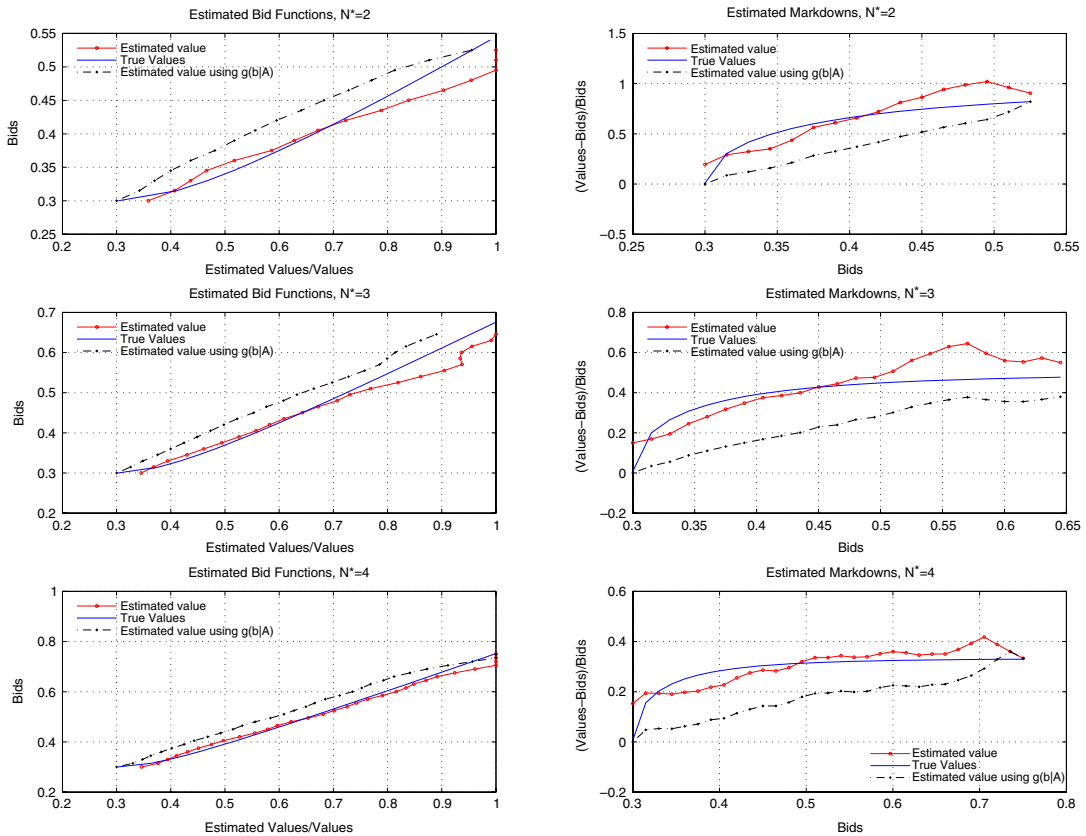 Estimated Bid Functions, N*=2
Bids
0.55
0.45
0.35
0.25
0.2 0.3 0.4 0.5 0.6 0.7 0.8 0.9 1
Estimated Values/Values
Estimated value
True Values
Estimated value using g(b|A)
Estimated Markdowns, N*=2
(Values−Bids)/Bids
1.5
1
0.5
0
−0.5
0.25 0.3 0.35 0.4 0.45 0.5 0.55
Bids
Estimated value
True Values
Estimated value using g(b|A)
Estimated Bid Functions, N*=3
Bids
0.7
0.6
0.5
0.4
0.3
0.2
0.2 0.3 0.4 0.5 0.6 0.7 0.8 0.9 1
Estimated Values/Values
Estimated value
True Values
Estimated value using g(b|A)
Estimated Markdowns, N*=3
(Values−Bids)/Bids
0.8
0.6
0.4
0.2
0
−0.2
0.3 0.35 0.4 0.45 0.5 0.55 0.6 0.65
Bids
Estimated value
True Values
Estimated value using g(b|A)
Estimated Bid Functions, N*=4
Bids
1
0.8
0.6
0.4
0.2
0.2 0.3 0.4 0.5 0.6 0.7 0.8 0.9 1
Estimated Values/Values
Estimated value
True Values
Estimated value using g(b|A)
Estimated Markdowns, N*=4
(Values−Bids)/Bids
0.6
0.4
0.2
0
−0.2
0.3 0.4 0.5 0.6 0.7 0.8
Bids
Estimated value
True Values
Estimated value using g(b|A)